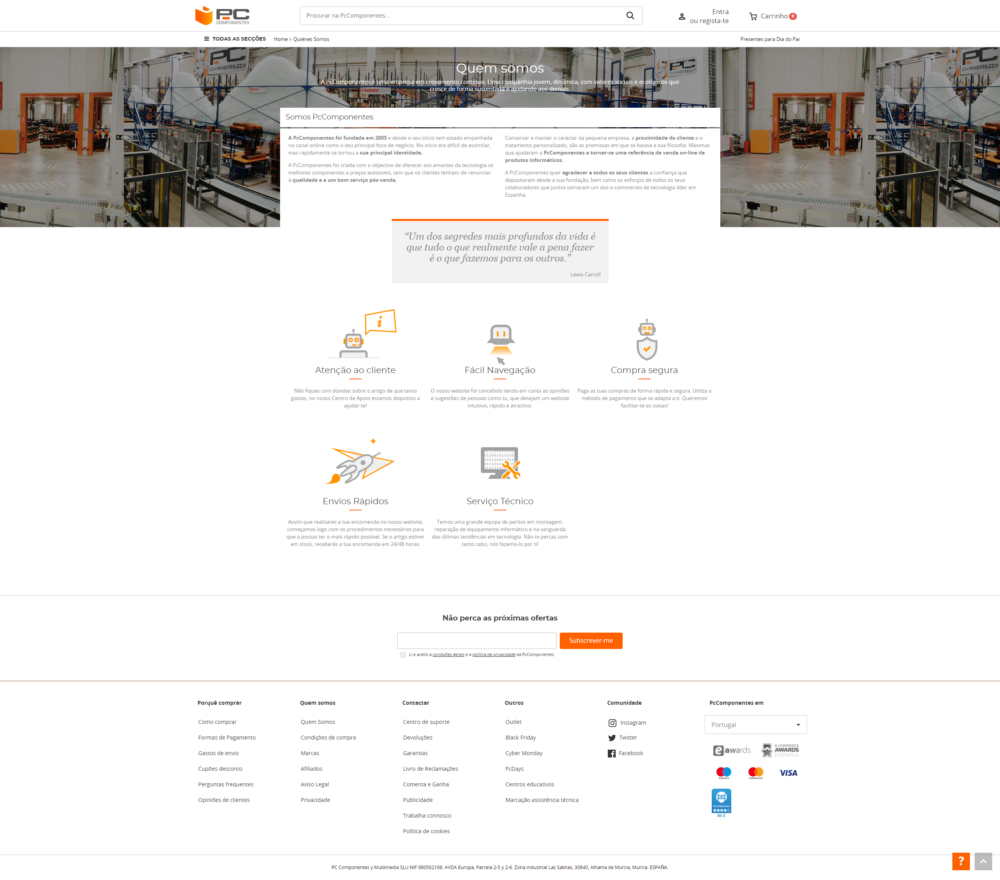 PC COMPONENTES
Procurar na PcComponentes...
Entra
ou regista-te
Carrinho 0
TODAS AS SECÇÕES
Home > Quiénes Somos
Presentes para Dia do Pai
PC
COMPONENTES.COM
FROMM
FROMM
Quem somos
A PcComponentes é uma empresa em crescimento contínuo. Uma companhia jovem, dinâmica, com valores sociais e ecológicos que
cresce de forma sustentada e ajudando aos demais.
Somos PcComponentes
A PcComponentes foi fundada em 2005 e desde o seu início tem estado empenhada
no canal online como o seu principal foco de negócio. No início era difícil de assimilar,
mas rapidamente se tornou a sua principal identidade.
A PcComponentes foi criada com o objectivo de oferecer aos amantes da tecnologia os
melhores componentes a preços acessíveis, sem que os clientes tenham de renunciar
à qualidade e a um bom serviço pós-venda.
Conservar e manter o carácter da pequena empresa, a proximidade do cliente e o
tratamento personalizado, são as premissas em que se baseia a sua filosofia. Máximas
que ajudaram a PcComponentes a tornar-se uma referência de venda on-line de
produtos informáticos.
A PcComponentes quer agradecer a todos os seus clientes a confiança que
depositaram desde a sua fundação, bem como os esforços de todos os seus
colaboradores que juntos tornaram um dos e-commerces de tecnologia líder em
Espanha.
“Um dos segredes mais profundos da vida é
que tudo o que realmente vale a pena fazer
é o que fazemos para os outros.”
Lewis Carroll
i
Atenção ao cliente
Não fiques com dúvidas sobre o artigo de que tanto
gostas, no nosso Centro de Apoio estamos dispostos a
ajudar-te!
Fácil Navegação
O nosso website foi concebido tendo em conta as opiniões
e sugestões de pessoas como tu, que desejam um website
intuitivo, rápido e atractivo.
Compra segura
Paga as tuas compras de forma rápida e segura. Utiliza o
método de pagamento que se adapta a ti. Queremos
facilitar-te as coisas!
Envios Rápidos
Assim que realizares a tua encomenda no nosso website,
começamos logo com os procedimentos necessários para
que a possas ter o mais rápido possível. Se o artigo estiver
em stock, receberás a tua encomenda em 24/48 horas.
Serviço Técnico
Temos uma grande equipa de peritos em montagem,
reparação de equipamento informático e na vanguarda
das últimas tendências em tecnologia. Não te percas com
tanto cabo, nós fazemo-lo por ti!
Não perca as próximas ofertas
Subscrever-me
Li e aceito a condições gerais e a politica de privacidade da PcComponentes.
Porquê comprar
Como comprar
Formas de Pagamento
Gastos de envio
Cupões desconto
Perguntas frequentes
Opiniões de clientes
Quem somos
Quem Somos
Condições de compra
Marcas
Afiliados
Aviso Legal
Privacidade
Contactar
Centro de suporte
Devoluções
Garantias
Livro de Reclamações
Comenta e Ganha
Publicidade
Trabalha connosco
Política de cookies
Outros
Outlet
Black Friday
Cyber Monday
PcDays
Centros educativos
Marcação assistência técnica
Comunidade
Instagram
Twitter
Facebook
PcComponentes em
Portugal
eawards
E-COMMERCE
AWARDS
ESPAÑA
maestro
mastercard
VISA
RECOMENDADA
80.5
PC Componentes y Multimedia SLU NIF 980562198. AVDA Europa, Parcela 2-5 y 2-6. Zona industrial Las Salinas, 30840, Alhama de Murcia, Murcia. ESPAÑA.
?